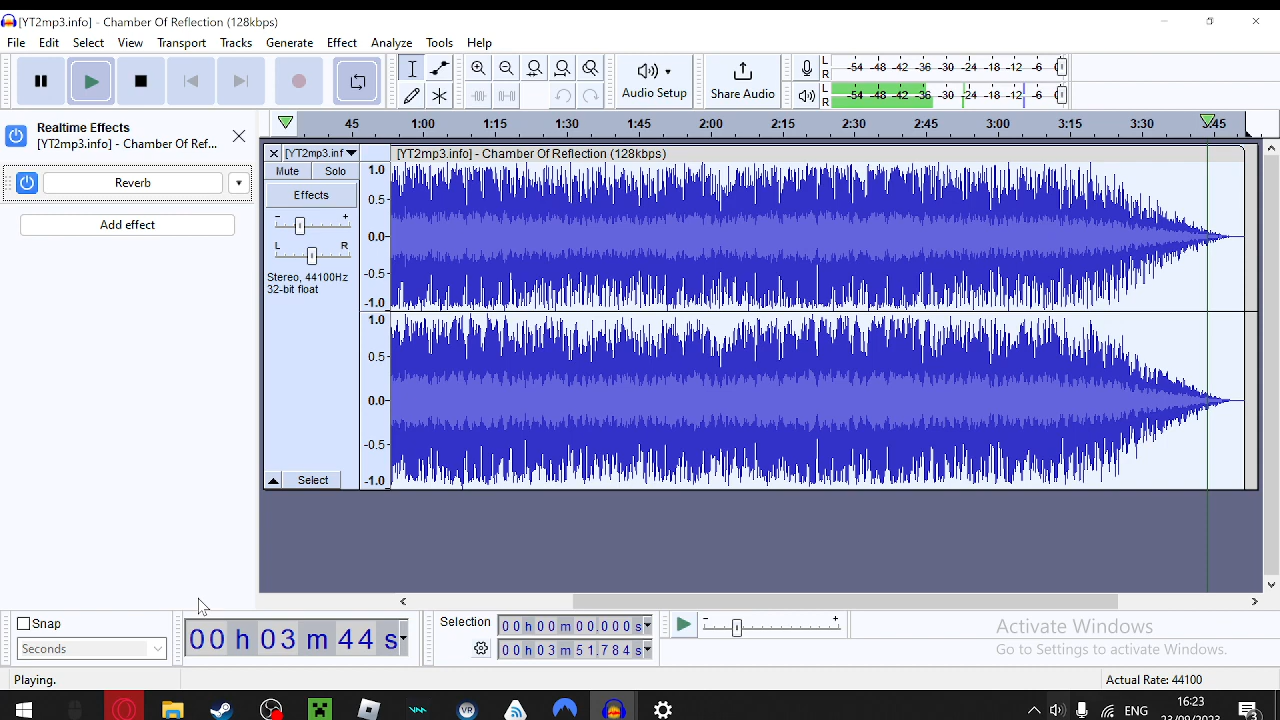 [YT2mp3.info] - Chamber Of Reflection (128kbps)
File Edit Select View Transport Tracks Generate Effect Analyze Tools Help
Audio Setup
Share Audio
L
R
-54 -48 -42 -36 -30 -24 -18 -12 -6 0
L
R
-54 -48 -42 -36 -30 -24 -18 -12 -6 0
Realtime Effects
[YT2mp3.info] - Chamber Of Ref...
Reverb
Add effect
45 1:00 1:15 1:30 1:45 2:00 2:15 2:30 2:45 3:00 3:15 3:30 3:45
[YT2mp3.inf
[YT2mp3.info] - Chamber Of Reflection (128kbps)
Mute Solo
Effects
- +
L R
Stereo, 44100Hz
32-bit float
Select
1.0
0.5-
0.0-
-0.5-
-1.0
1.0
0.5-
0.0-
-0.5-
-1.0
Snap
Seconds
00 h 03 m 44 s
Selection
00 h 00 m 00.000 s
00 h 03 m 51.784 s
- +
Activate Windows
Go to Settings to activate Windows.
Playing.
Actual Rate: 44100
VR
ENG
16:23
23/09/2023
3